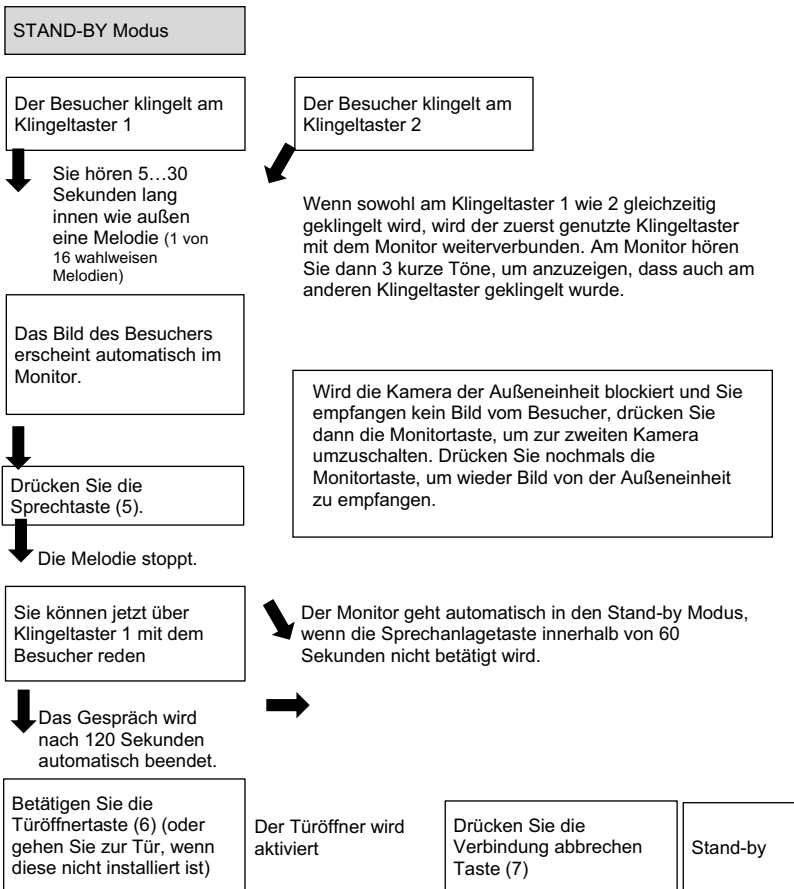 STAND-BY Modus
Der Besucher klingelt am
Klingeltaster 1
Der Besucher klingelt am
Klingeltaster 2
Sie hören 5…30
Sekunden lang
innen wie außen
eine Melodie (1 von
16 wahlweisen
Melodien)
Wenn sowohl am Klingeltaster 1 wie 2 gleichzeitig
geklingelt wird, wird der zuerst genutzte Klingeltaster
mit dem Monitor weiterverbunden. Am Monitor hören
Sie dann 3 kurze Töne, um anzuzeigen, dass auch am
anderen Klingeltaster geklingelt wurde.
Das Bild des Besuchers
erscheint automatisch im
Monitor.
Wird die Kamera der Außeneinheit blockiert und Sie
empfangen kein Bild vom Besucher, drücken Sie
dann die Monitortaste, um zur zweiten Kamera
umzuschalten. Drücken Sie nochmals die
Monitortaste, um wieder Bild von der Außeneinheit
zu empfangen.
Drücken Sie die
Sprechtaste (5).
Die Melodie stoppt.
Sie können jetzt über
Klingeltaster 1 mit dem
Besucher reden
Der Monitor geht automatisch in den Stand-by Modus,
wenn die Sprechanlagetaste innerhalb von 60
Sekunden nicht betätigt wird.
Das Gespräch wird
nach 120 Sekunden
automatisch beendet.
Betätigen Sie die
Türöffnertaste (6) (oder
gehen Sie zur Tür, wenn
diese nicht installiert ist)
Der Türöffner wird
aktiviert
Drücken Sie die
Verbindung abbrechen
Taste (7)
Stand-by